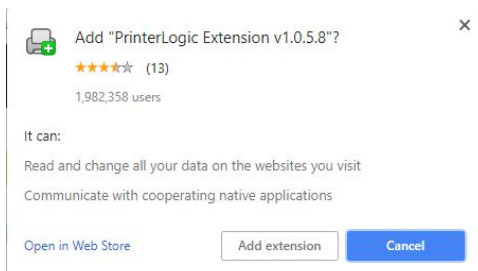 Add "PrinterLogic Extension v1.0.5.8"?
(13)
1,982,358 users
It can:
Read and change all your data on the websites you visit
Communicate with cooperating native applications
Open in Web Store
Add extension
Cancel